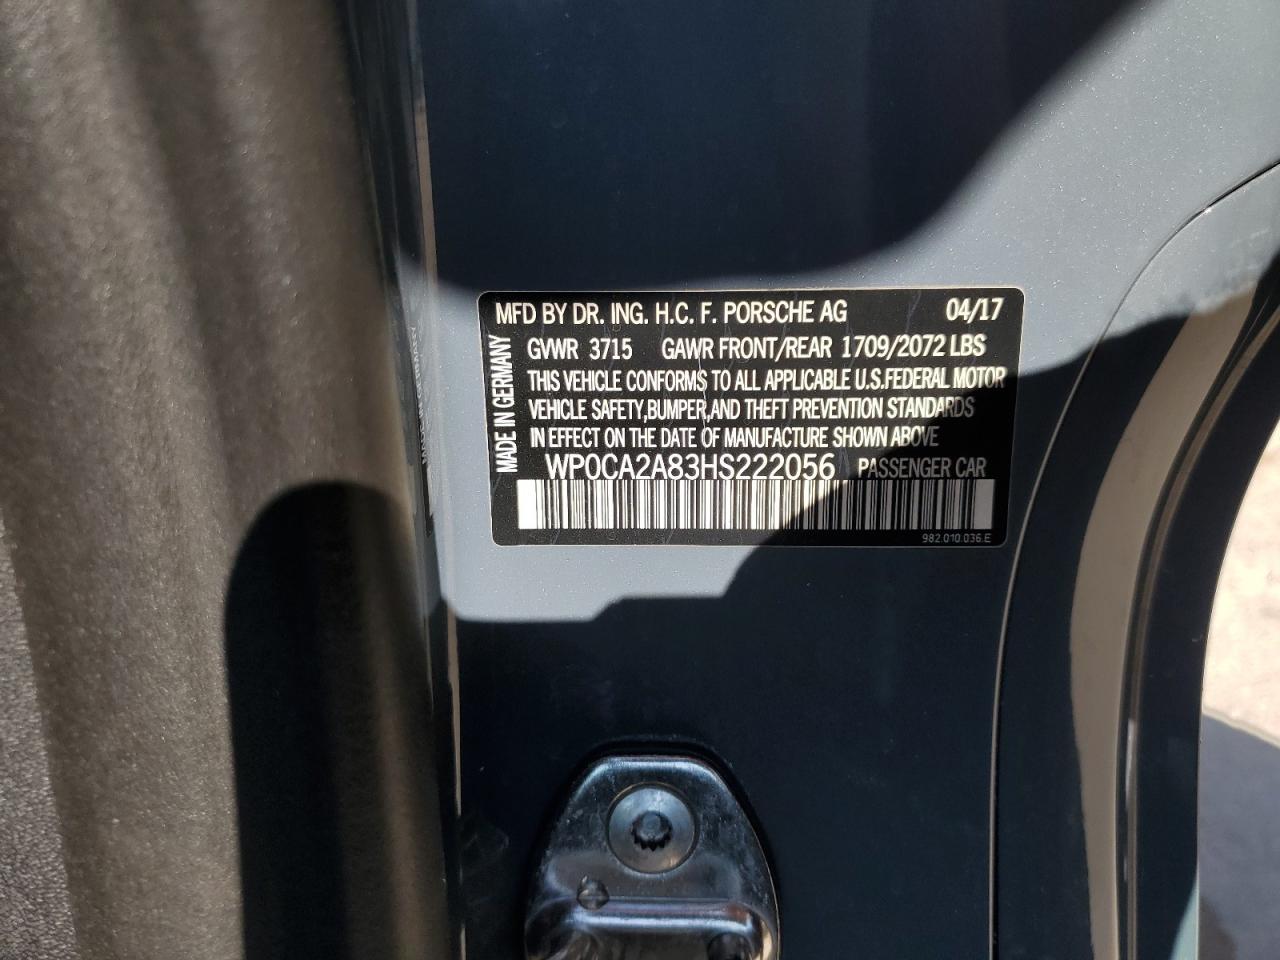 MFD BY DR. ING. H.C. F. PORSCHE AG 04/17
GVWR 3715 GAWR FRONT/REAR 1709/2072 LBS
THIS VEHICLE CONFORMS TO ALL APPLICABLE U.S.FEDERAL MOTOR
VEHICLE SAFETY,BUMPER,AND THEFT PREVENTION STANDARDS
IN EFFECT ON THE DATE OF MANUFACTURE SHOWN ABOVE
MADE IN GERMANY
WP0CA2A83HS222056 PASSENGER CAR
982.010.036.E